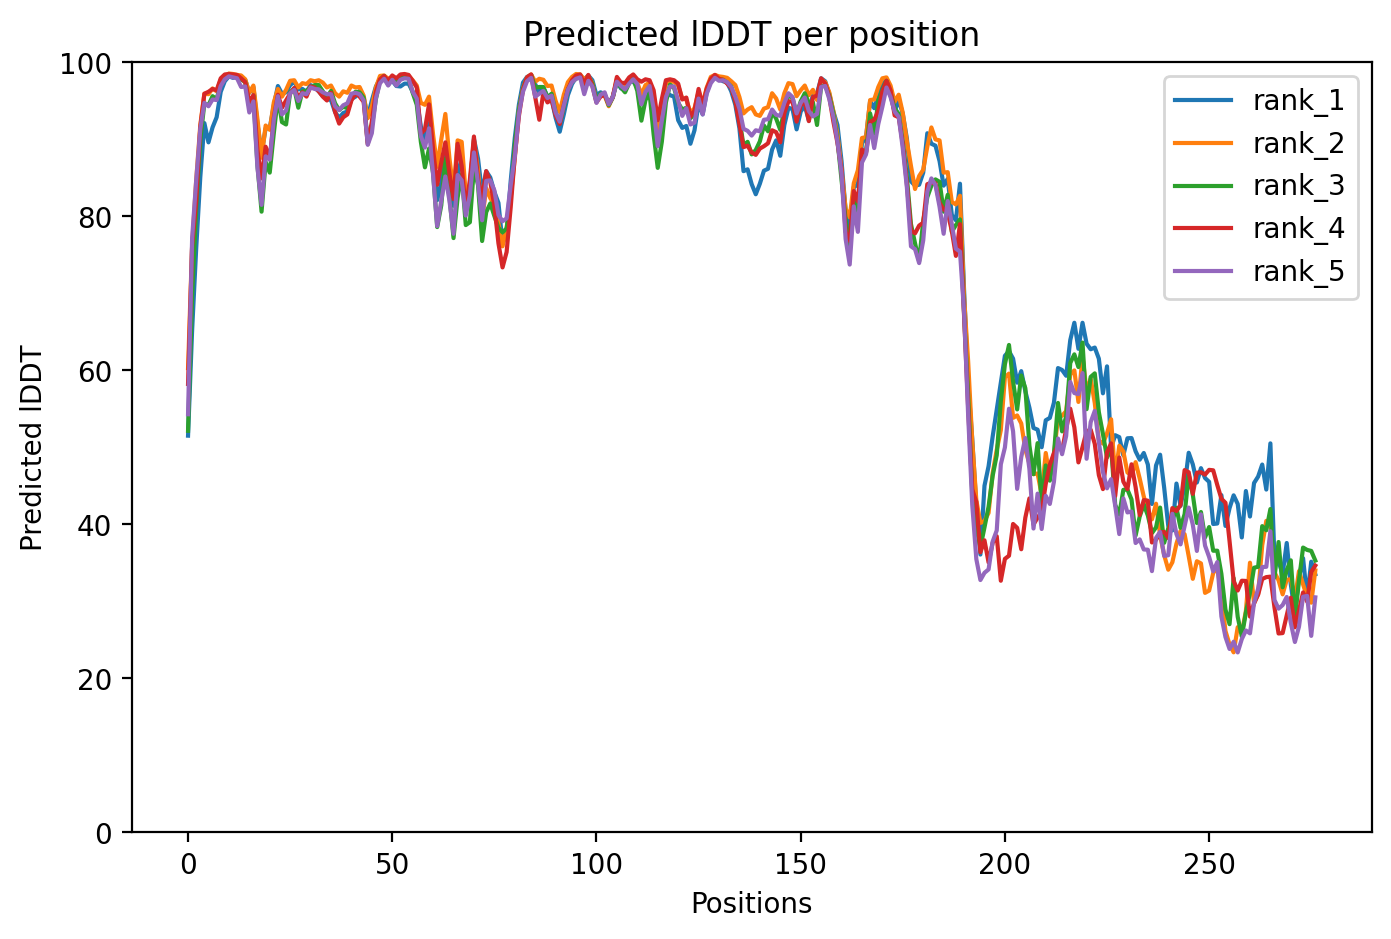 Predicted lDDT per position
100
80
60
40
20
0
Predicted lDDT
0 50 100 150 200 250
Positions
rank_1
rank_2
rank_3
rank_4
rank_5